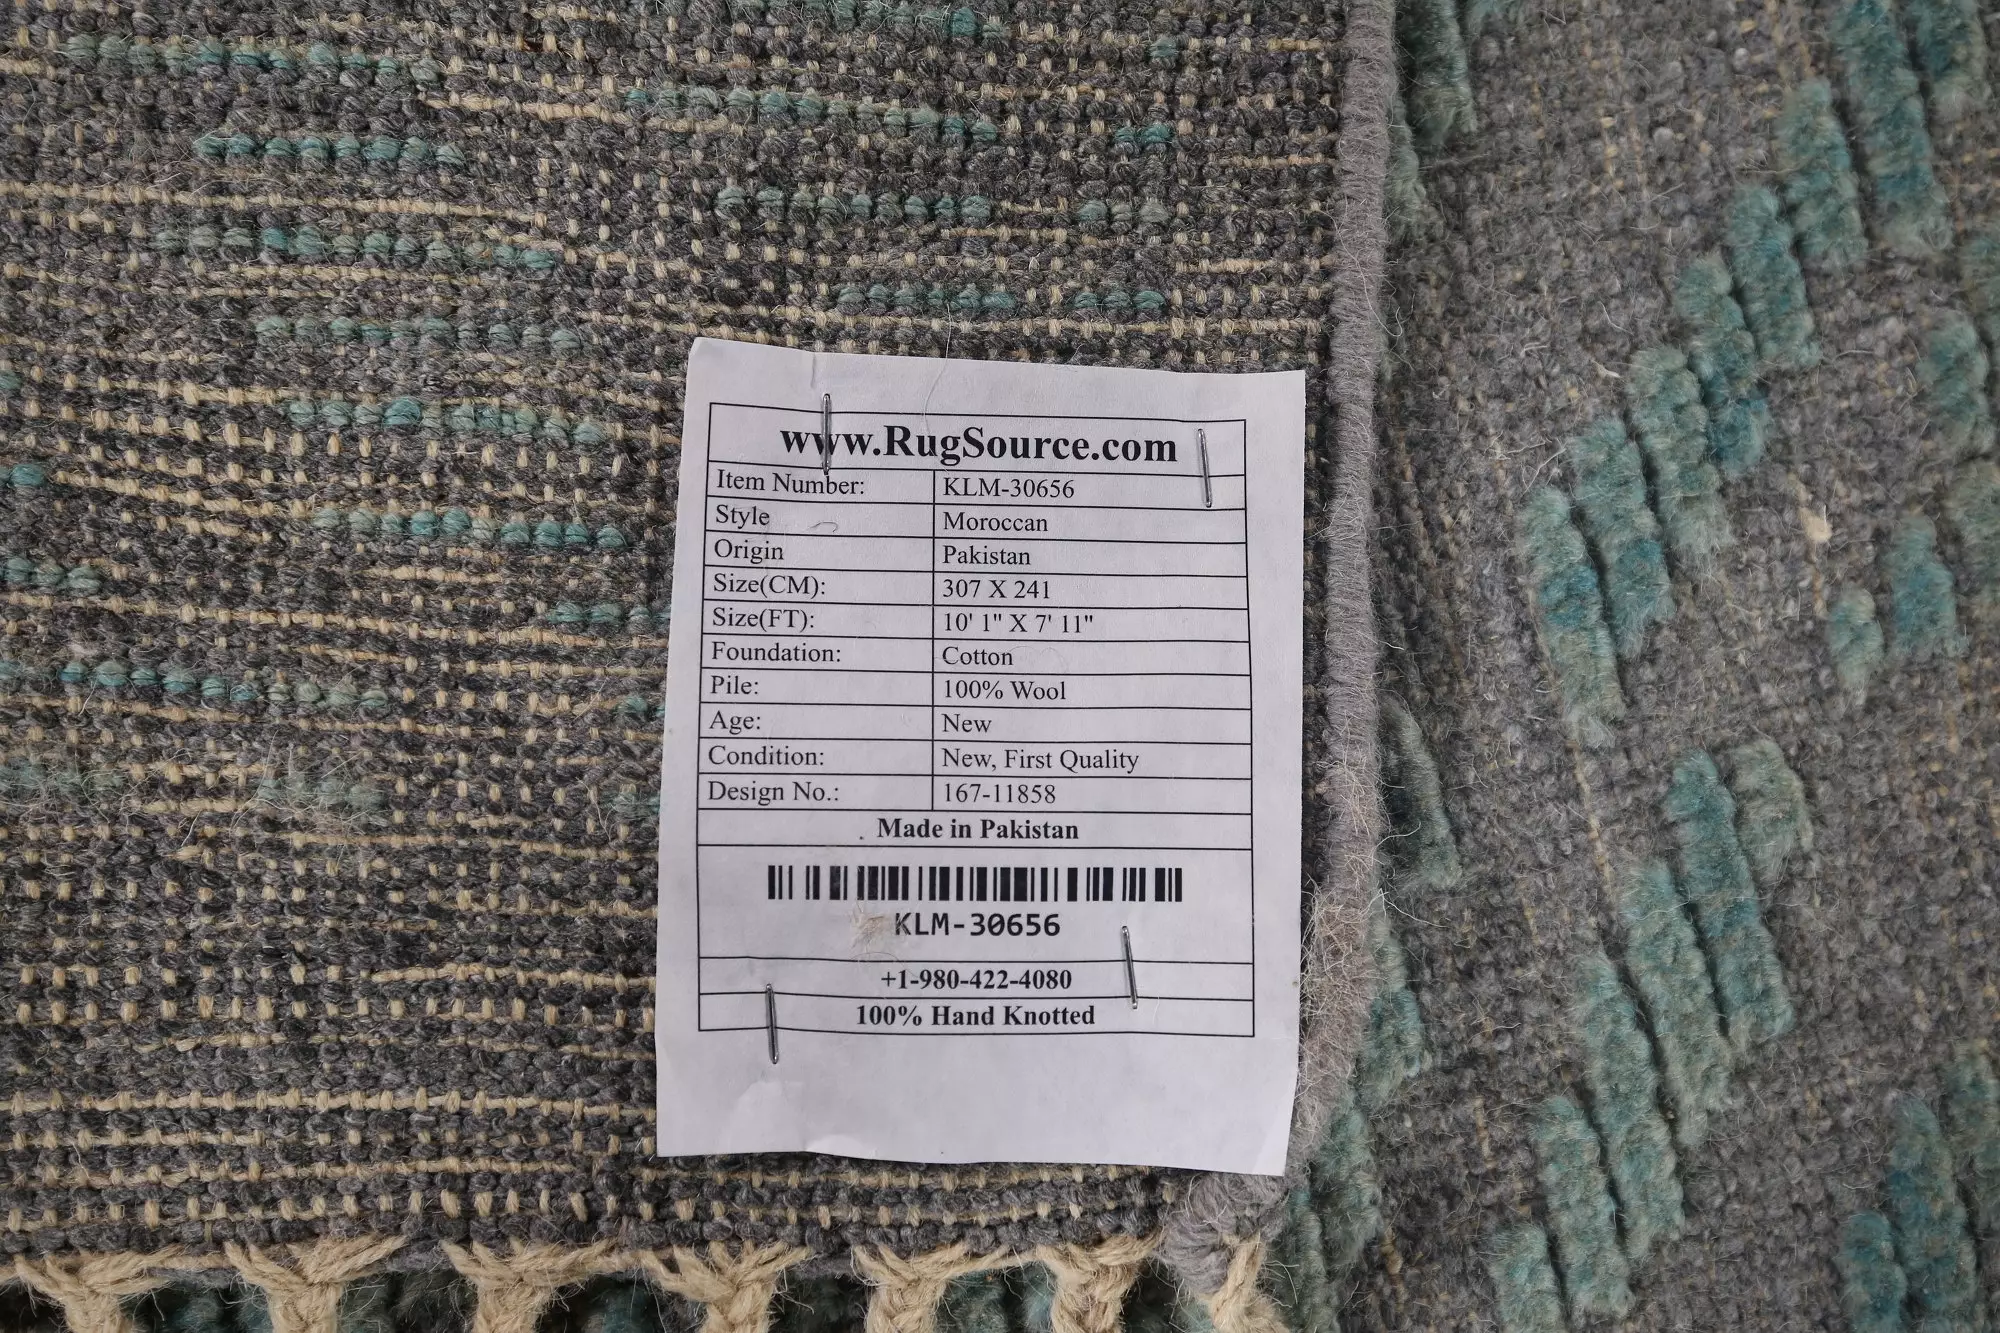 www.RugSource.com
Item Number: KLM-30656
Style Moroccan
Origin Pakistan
Size(CM): 307 X 241
Size(FT): 10' 1" X 7' 11"
Foundation: Cotton
Pile: 100% Wool
Age: New
Condition: New, First Quality
Design No.: 167-11858
Made in Pakistan
KLM-30656
+1-980-422-4080
100% Hand Knotted